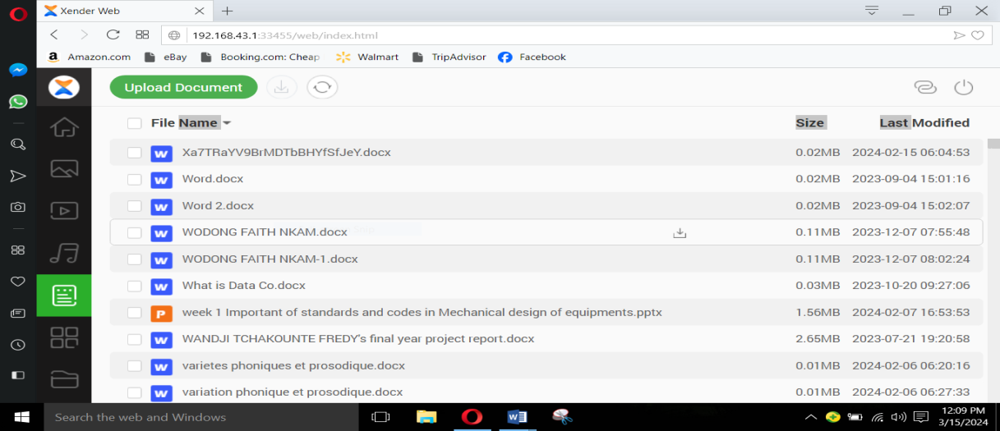 Xender Web
192.168.43.1:33455/web/index.html
a Amazon.com eBay Booking.com: Cheap Walmart TripAdvisor Facebook
Upload Document
File Name Size Last Modified
W Xa7TRaYV9BrMDTbBHYfSfJeY.docx 0.02MB 2024-02-15 06:04:53
W Word.docx 0.02MB 2023-09-04 15:01:16
W Word 2.docx 0.02MB 2023-09-04 15:02:07
W WODONG FAITH NKAM.docx 0.11MB 2023-12-07 07:55:48
W WODONG FAITH NKAM-1.docx 0.11MB 2023-12-07 08:02:24
W What is Data Co.docx 0.03MB 2023-10-20 09:27:06
P week 1 Important of standards and codes in Mechanical design of equipments.pptx 1.56MB 2024-02-07 16:53:53
W WANDJI TCHAKOUNTE FREDY's final year project report.docx 2.65MB 2023-07-21 19:20:58
W varietes phoniques et prosodique.docx 0.01MB 2024-02-06 06:20:16
W variation phonique et prosodique.docx 0.01MB 2024-02-06 06:27:33
Search the web and Windows
12:09 PM
3/15/2024